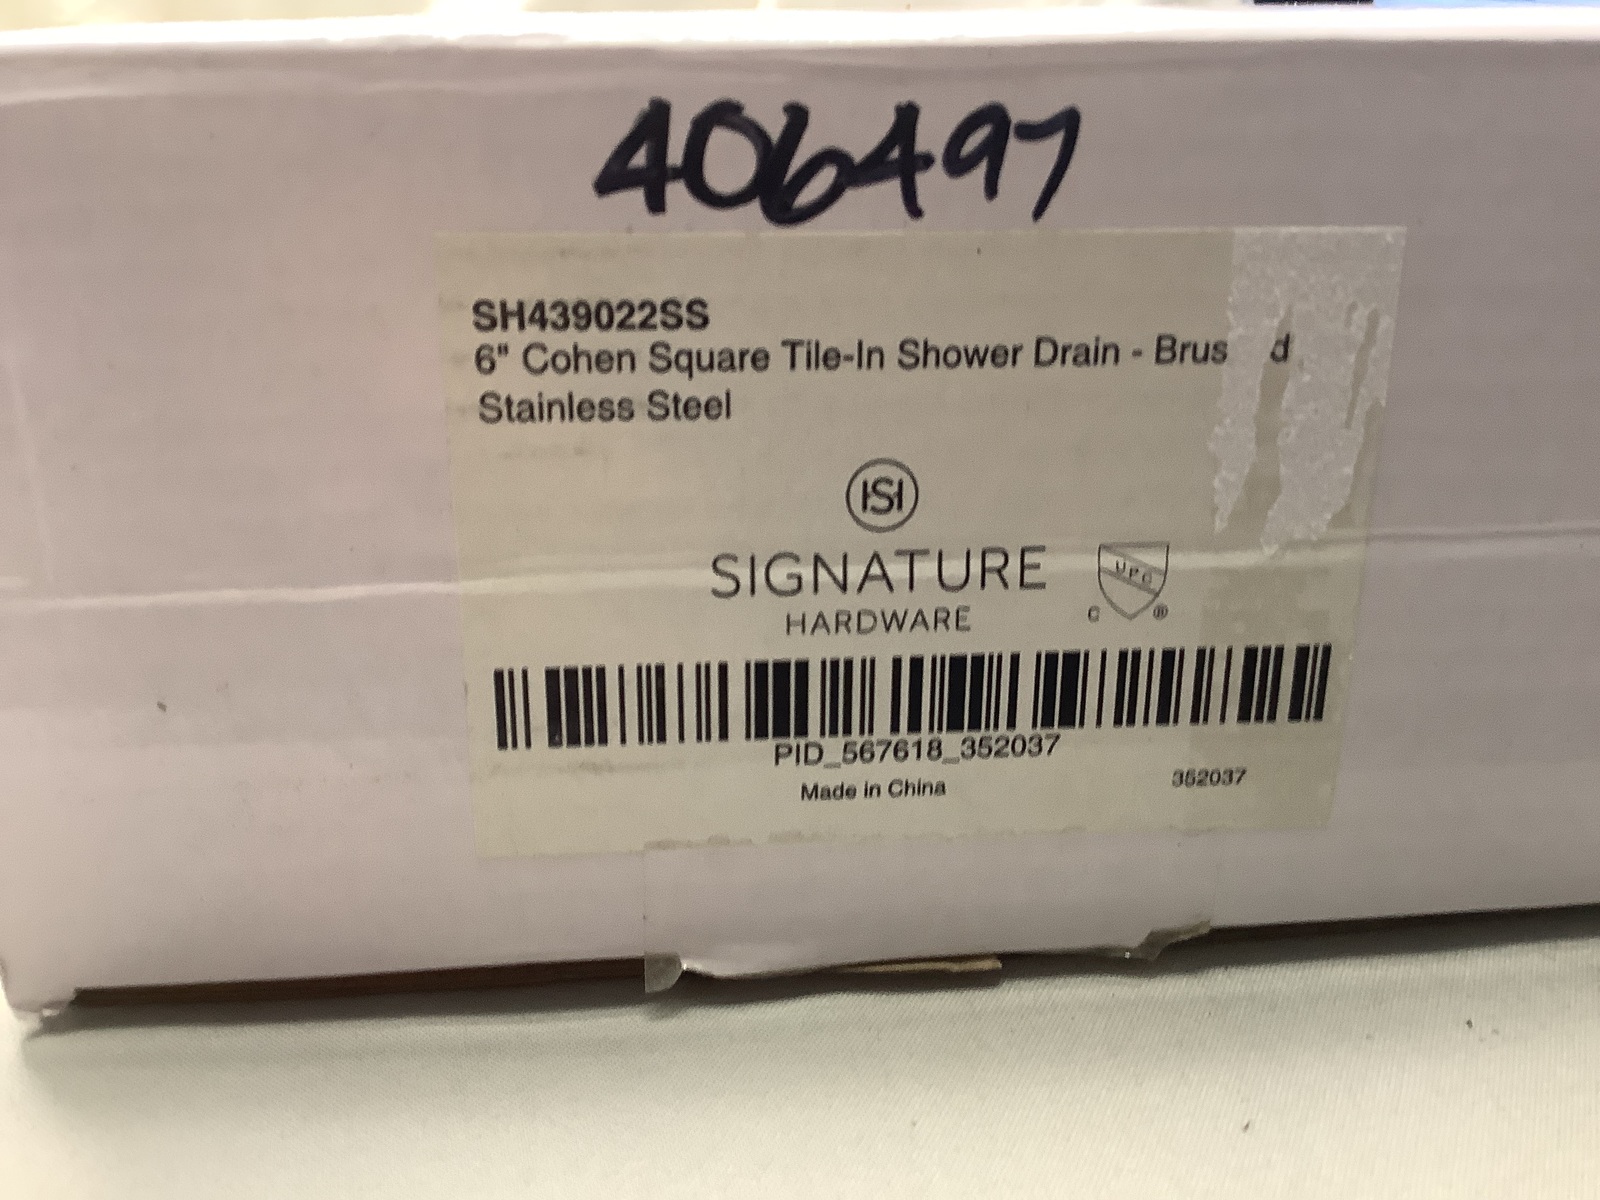 406497
SH439022SS
6" Cohen Square Tile-In Shower Drain - Brus d
Stainless Steel
SH
SIGNATURE
HARDWARE
UPC
C ®
PID_567618_352037
Made in China
352037